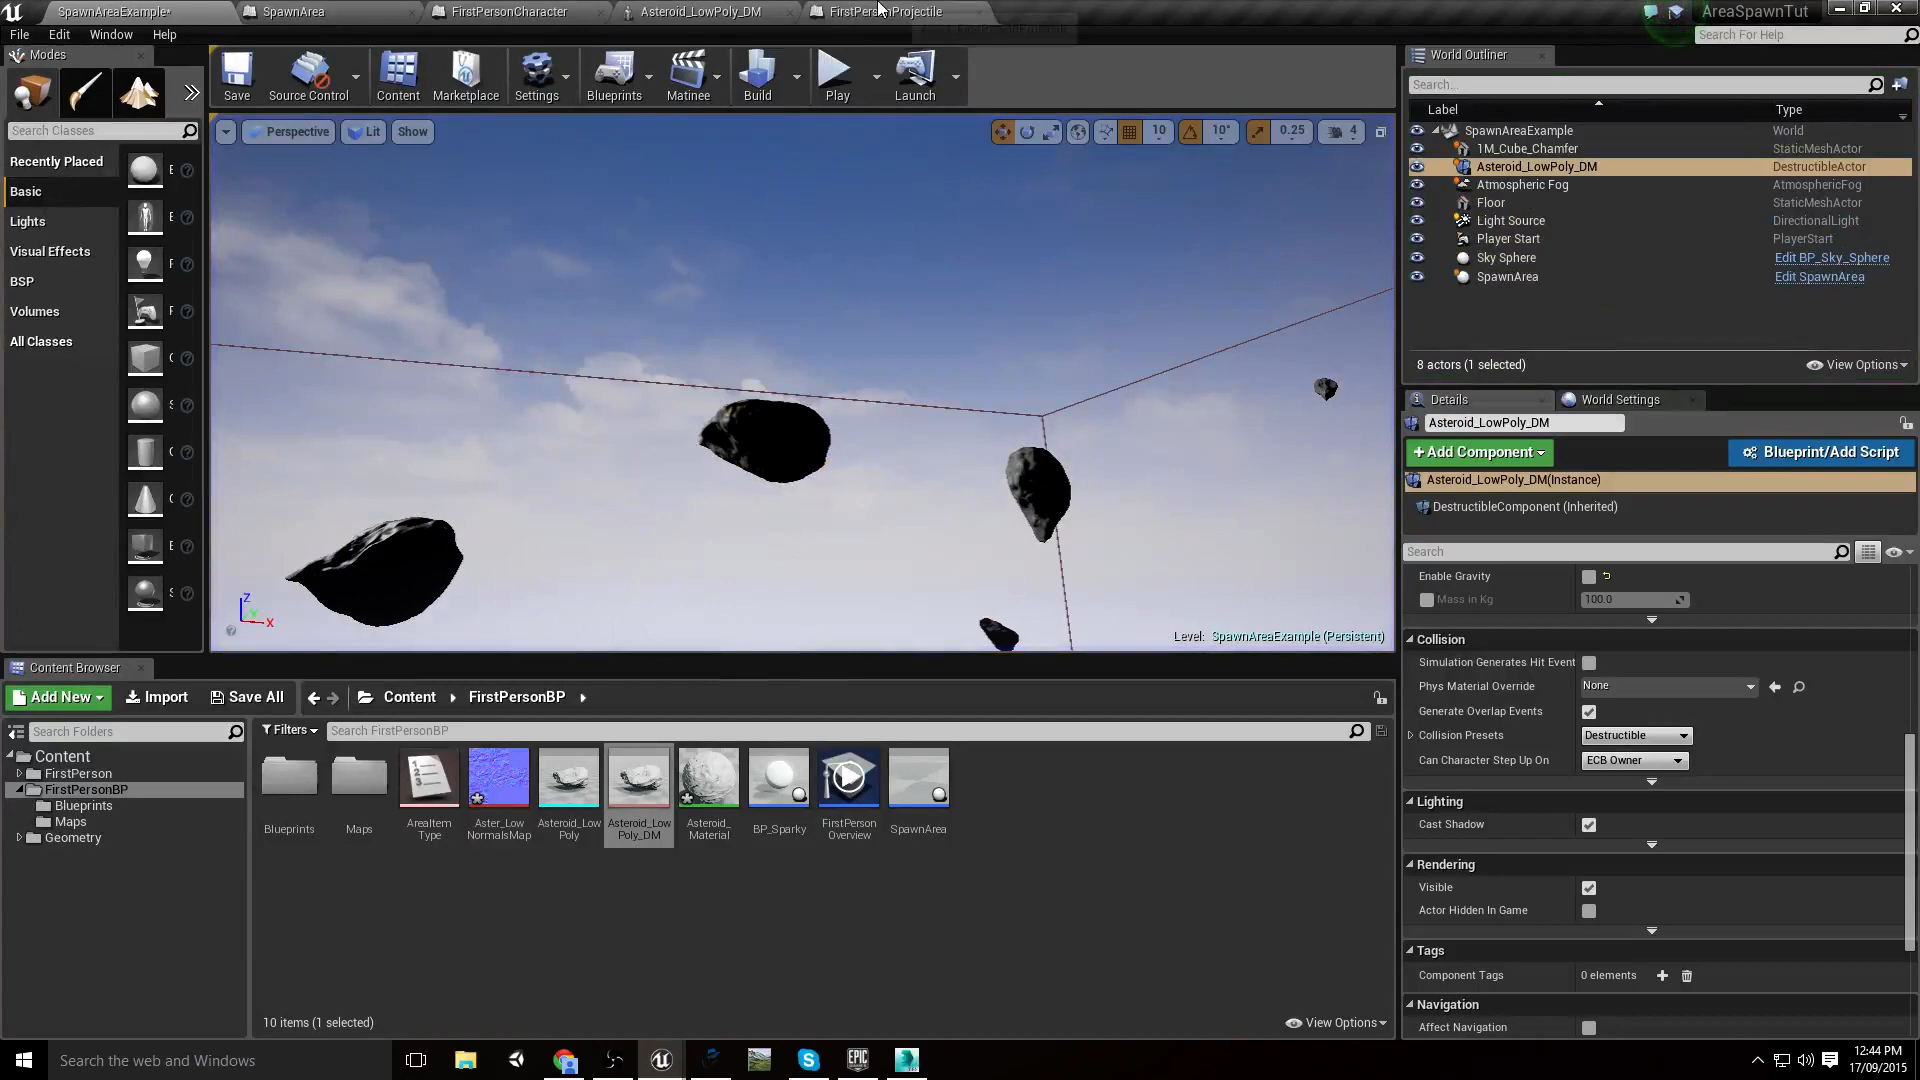 SpawnAreaExample*
SpawnArea
FirstPersonCharacter
Asteroid_LowPoly_DM
FirstPersonProjectile
AreaSpawnTut
File Edit Window Help
Search For Help
Modes
Save
Source Control
Content
Marketplace
Settings
Blueprints
Matinee
Build
Play
Launch
Search Classes
Recently Placed
Basic
Lights
Visual Effects
BSP
Volumes
All Classes
Perspective Lit Show
10 10° 0.25 4
Z
Y
X
Level: SpawnAreaExample (Persistent)
World Outliner
Search...
Label Type
SpawnAreaExample World
1M_Cube_Chamfer StaticMeshActor
Asteroid_LowPoly_DM DestructibleActor
Atmospheric Fog AtmosphericFog
Floor StaticMeshActor
Light Source DirectionalLight
Player Start PlayerStart
Sky Sphere Edit BP_Sky_Sphere
SpawnArea Edit SpawnArea
8 actors (1 selected) View Options
Details World Settings
Asteroid_LowPoly_DM
Add Component Blueprint/Add Script
Asteroid_LowPoly_DM(Instance)
DestructibleComponent (Inherited)
Search
Enable Gravity
Mass in Kg 100.0
Collision
Simulation Generates Hit Event
Phys Material Override None
Generate Overlap Events
Collision Presets Destructible
Can Character Step Up On ECB Owner
Lighting
Cast Shadow
Rendering
Visible
Actor Hidden In Game
Tags
Component Tags 0 elements
Navigation
Affect Navigation
Content Browser
Add New Import Save All Content FirstPersonBP
Search Folders
Filters Search FirstPersonBP
Content
FirstPerson
FirstPersonBP
Blueprints
Maps
Geometry
Blueprints
Maps
AreaItem
Type
Aster_Low
NormalsMap
Asteroid_Low
Poly
Asteroid_Low
Poly_DM
Asteroid_
Material
BP_Sparky
FirstPerson
Overview
SpawnArea
10 items (1 selected) View Options
Search the web and Windows
EPIC
12:44 PM
17/09/2015